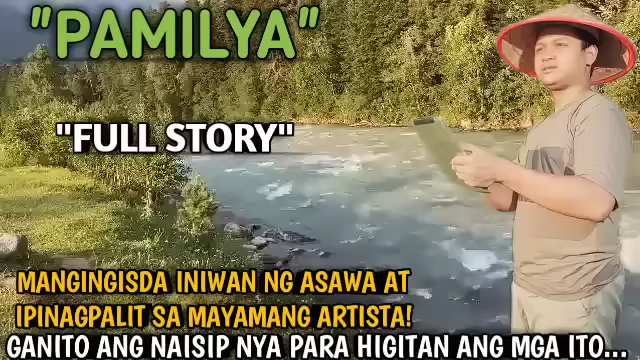 "PAMILYA"
"FULL STORY"
MANGINGISDA INIWAN NG ASAWA AT
IPINAGPALIT SA MAYAMANG ARTISTA!
GANITO ANG NAISIP NYA PARA HIGITAN ANG MGA ITO...